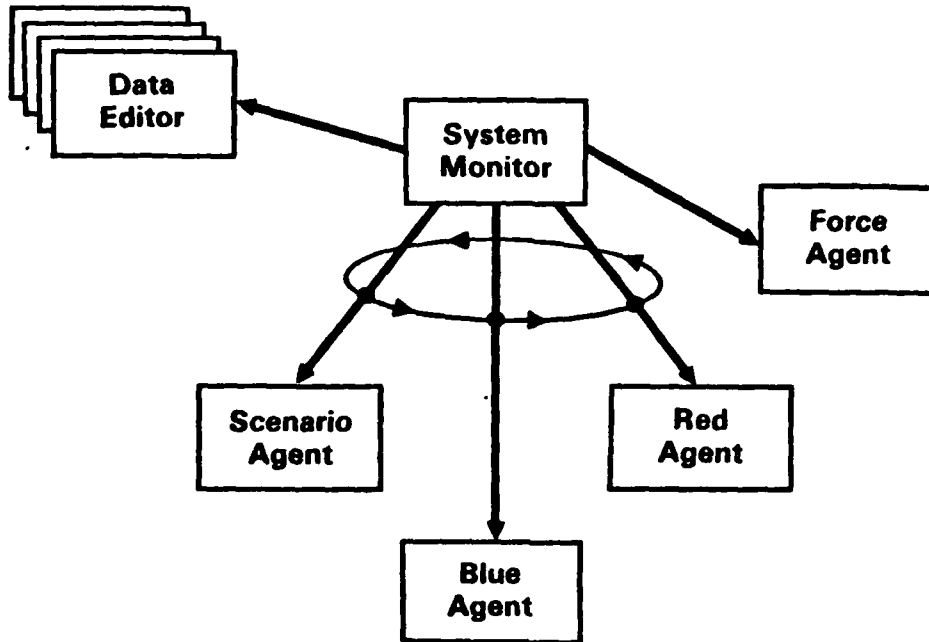 Data
Editor
System
Monitor
Force
Agent
Scenario
Agent
Red
Agent
Blue
Agent